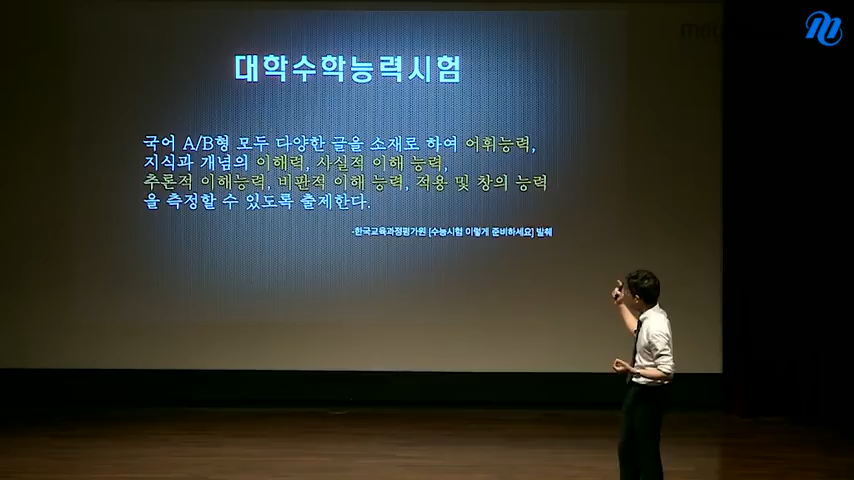 대학수학능력시험
국어 A/B형 모두 다양한 글을 소재로 하여 어휘능력,
지식과 개념의 이해력, 사실적 이해 능력,
추론적 이해능력, 비판적 이해 능력, 적용 및 창의 능력
을 측정할 수 있도록 출제한다.
-한국교육과정평가원 [수능시험 이렇게 준비하세요] 발췌